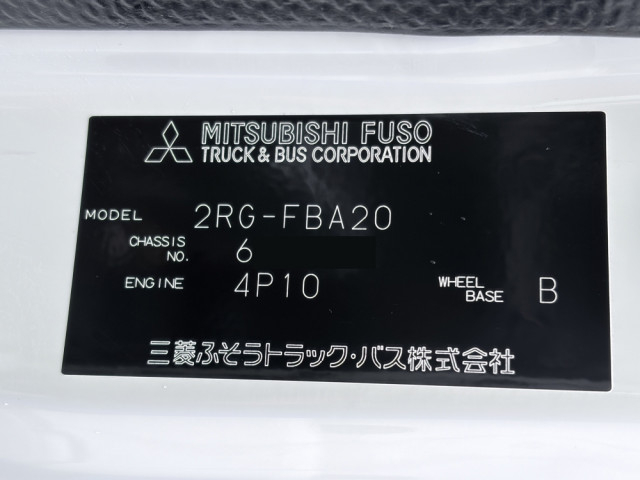 MITSUBISHI FUSO
TRUCK & BUS CORPORATION
MODEL 2RG-FBA20
CHASSIS NO. 6
ENGINE 4P10 WHEEL BASE B
三菱ふそうトラック・バス株式会社